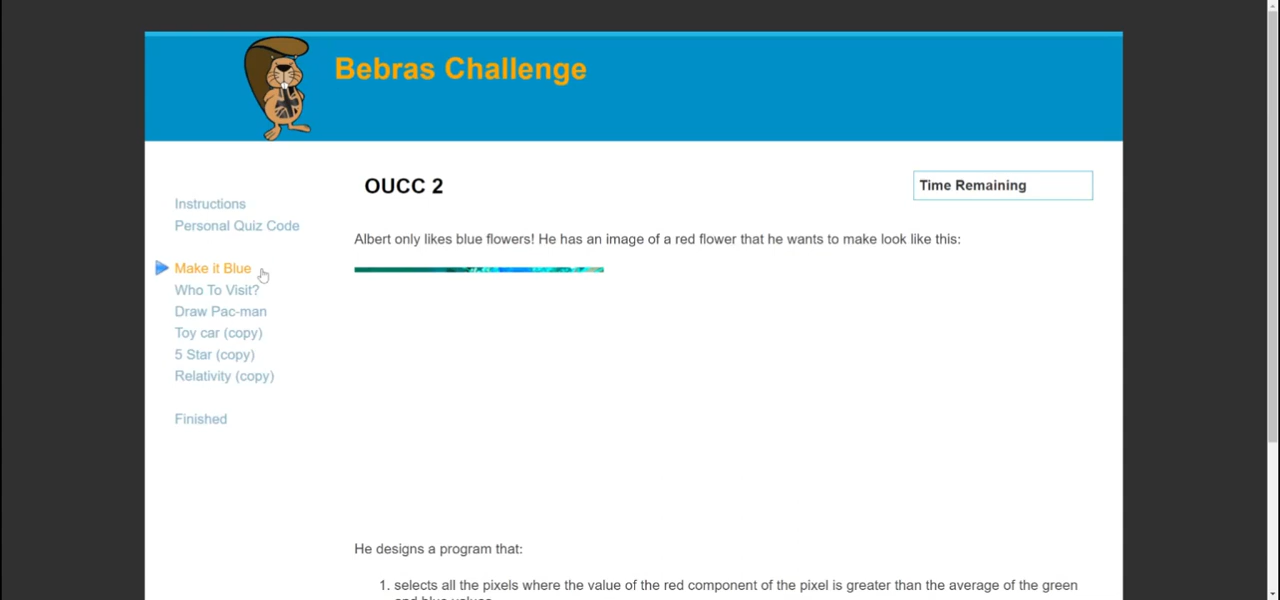 Bebras Challenge
OUCC 2
Time Remaining
Instructions
Personal Quiz Code
Make it Blue
Who To Visit?
Draw Pac-man
Toy car (copy)
5 Star (copy)
Relativity (copy)
Finished
Albert only likes blue flowers! He has an image of a red flower that he wants to make look like this:
He designs a program that:
1. selects all the pixels where the value of the red component of the pixel is greater than the average of the green
and blue values